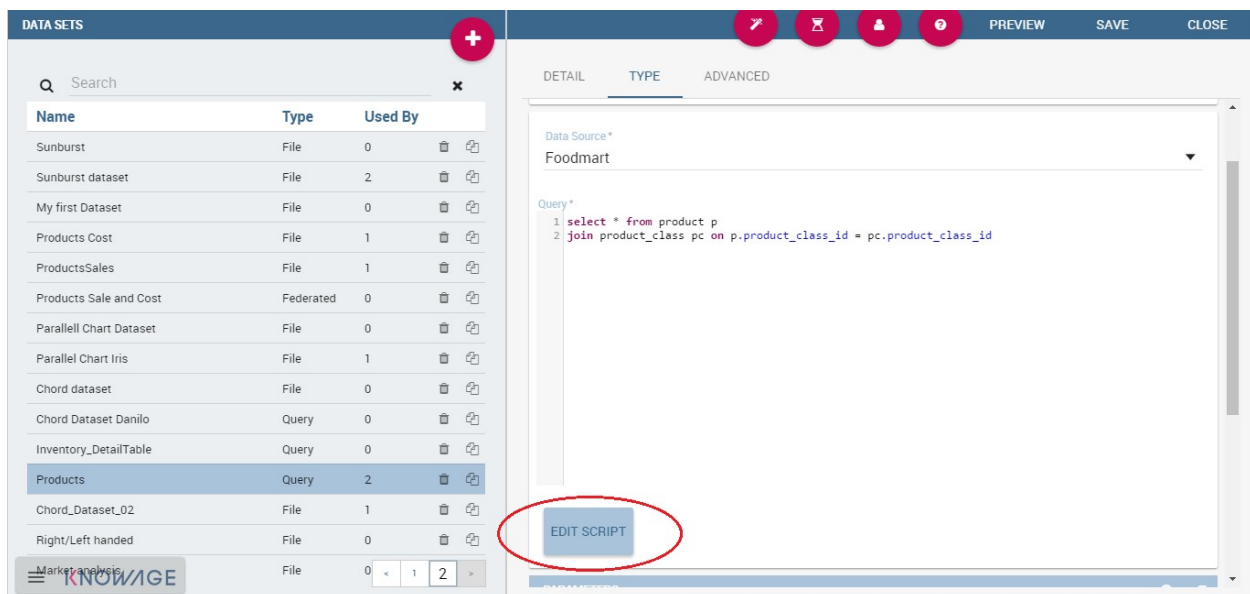 DATA SETS
PREVIEW SAVE CLOSE
Search
Name Type Used By
Sunburst File 0
Sunburst dataset File 2
My first Dataset File 0
Products Cost File 1
ProductsSales File 1
Products Sale and Cost Federated 0
Parallell Chart Dataset File 0
Parallel Chart Iris File 1
Chord dataset File 0
Chord Dataset Danilo Query 0
Inventory_DetailTable Query 0
Products Query 2
Chord_Dataset_02 File 1
Right/Left handed File 0
Market analysis File 0
KNOWAGE
< 1 2 >
DETAIL TYPE ADVANCED
Data Source *
Foodmart
Query *
1 select * from product p
2 join product_class pc on p.product_class_id = pc.product_class_id
EDIT SCRIPT
PARAMETERS